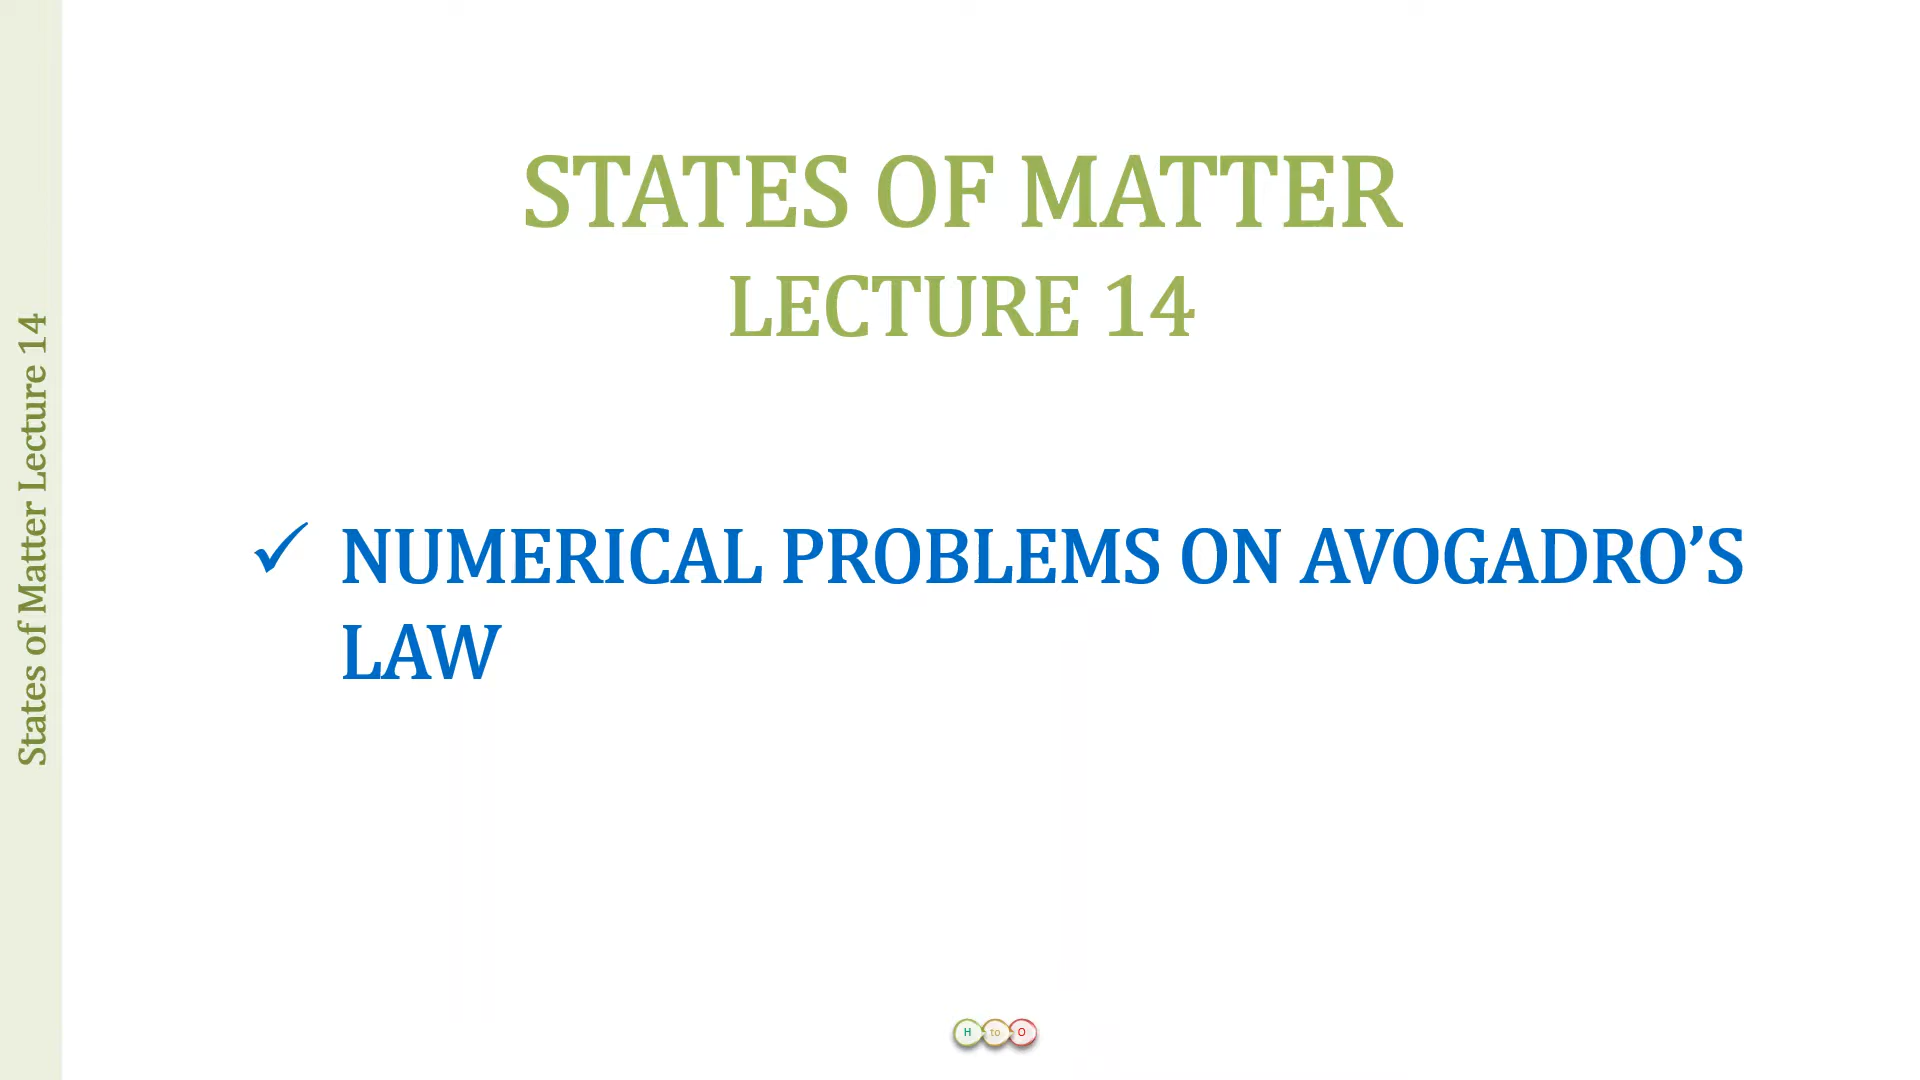 STATES OF MATTER
LECTURE 14
✓ NUMERICAL PROBLEMS ON AVOGADRO’S
LAW
States of Matter Lecture 14
H to O